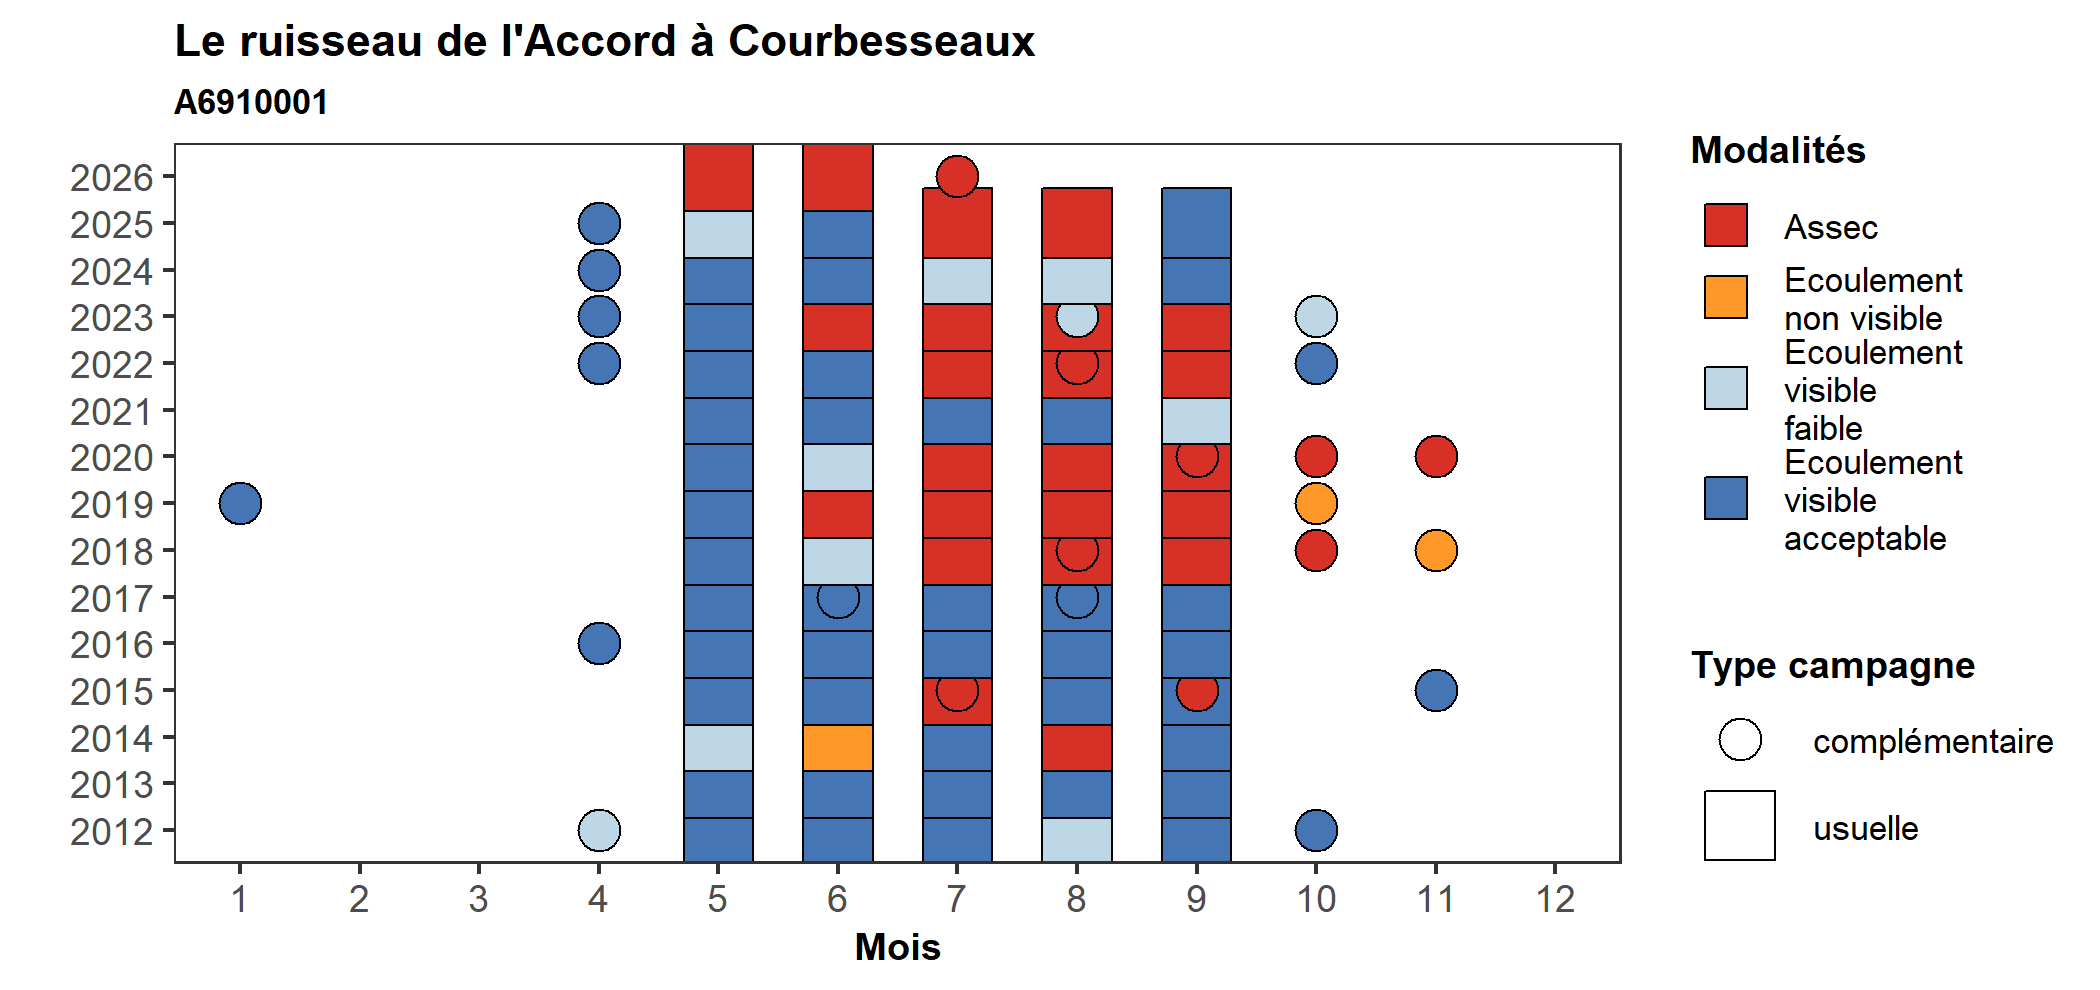 Le ruisseau de l'Accord à Courbesseaux
A6910001
2026
2025
2024
2023
2022
2021
2020
2019
2018
2017
2016
2015
2014
2013
2012
1 2 3 4 5 6 7 8 9 10 11 12
Mois
Modalités
Assec
Ecoulement
non visible
Ecoulement
visible
faible
Ecoulement
visible
acceptable
Type campagne
complémentaire
usuelle